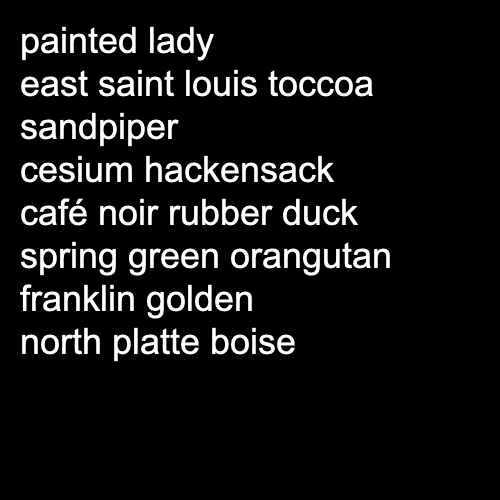 painted lady
east saint louis toccoa
sandpiper
cesium hackensack
café noir rubber duck
spring green orangutan
franklin golden
north platte boise